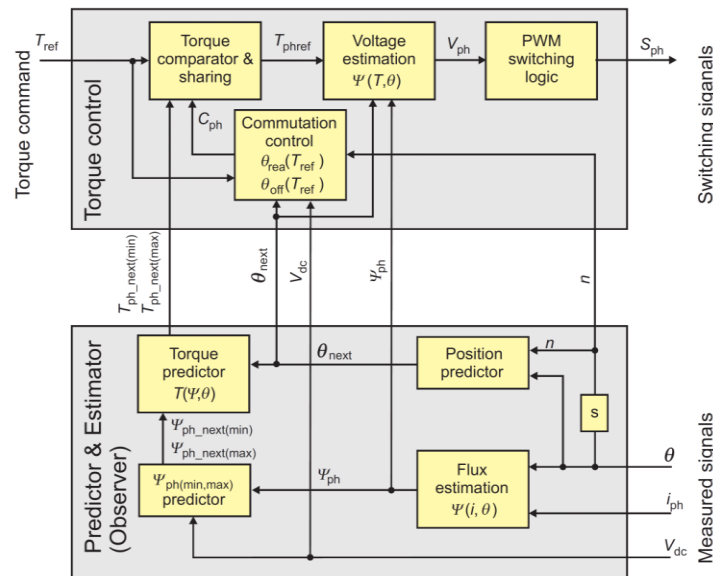 T_ref
Torque comparator & sharing
T_phref
Voltage estimation
Ψ(T,θ)
V_ph
PWM switching logic
S_ph
Torque command
Torque control
Switching siganals
C_ph
Commutation control
θ_rea(T_ref)
θ_off(T_ref)
T_ph_next(min)
T_ph_next(max)
θ_next
V_dc
Ψ_ph
n
Predictor & Estimator
(Observer)
Torque predictor
T(Ψ,θ)
θ_next
Position predictor
n
s
Ψ_ph_next(min)
Ψ_ph_next(max)
Ψ_ph(min,max) predictor
Ψ_ph
Flux estimation
Ψ(i, θ)
θ
i_ph
V_dc
Measured signals